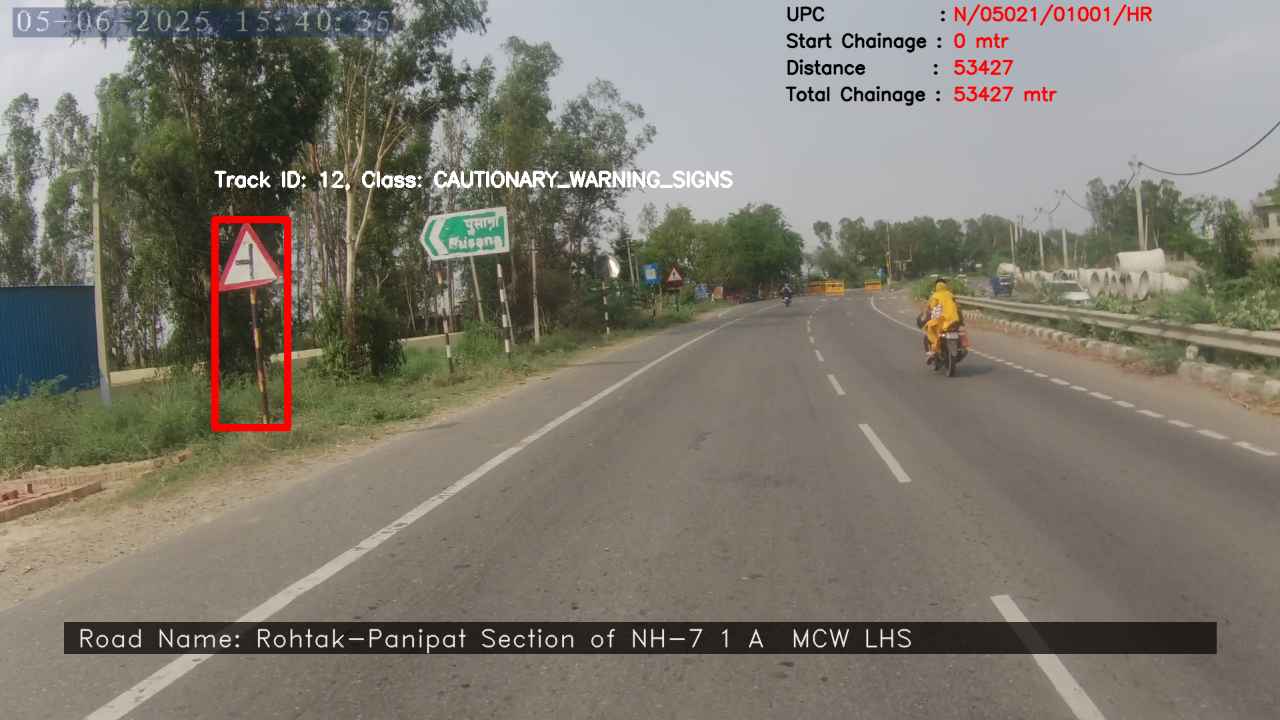 05-06-2025 15:40:35
UPC : N/05021/01001/HR
Start Chainage : 0 mtr
Distance : 53427
Total Chainage : 53427 mtr
Track ID: 12, Class: CAUTIONARY_WARNING_SIGNS
पुसाना
Busana
Road Name: Rohtak-Panipat Section of NH-7 1 A MCW LHS